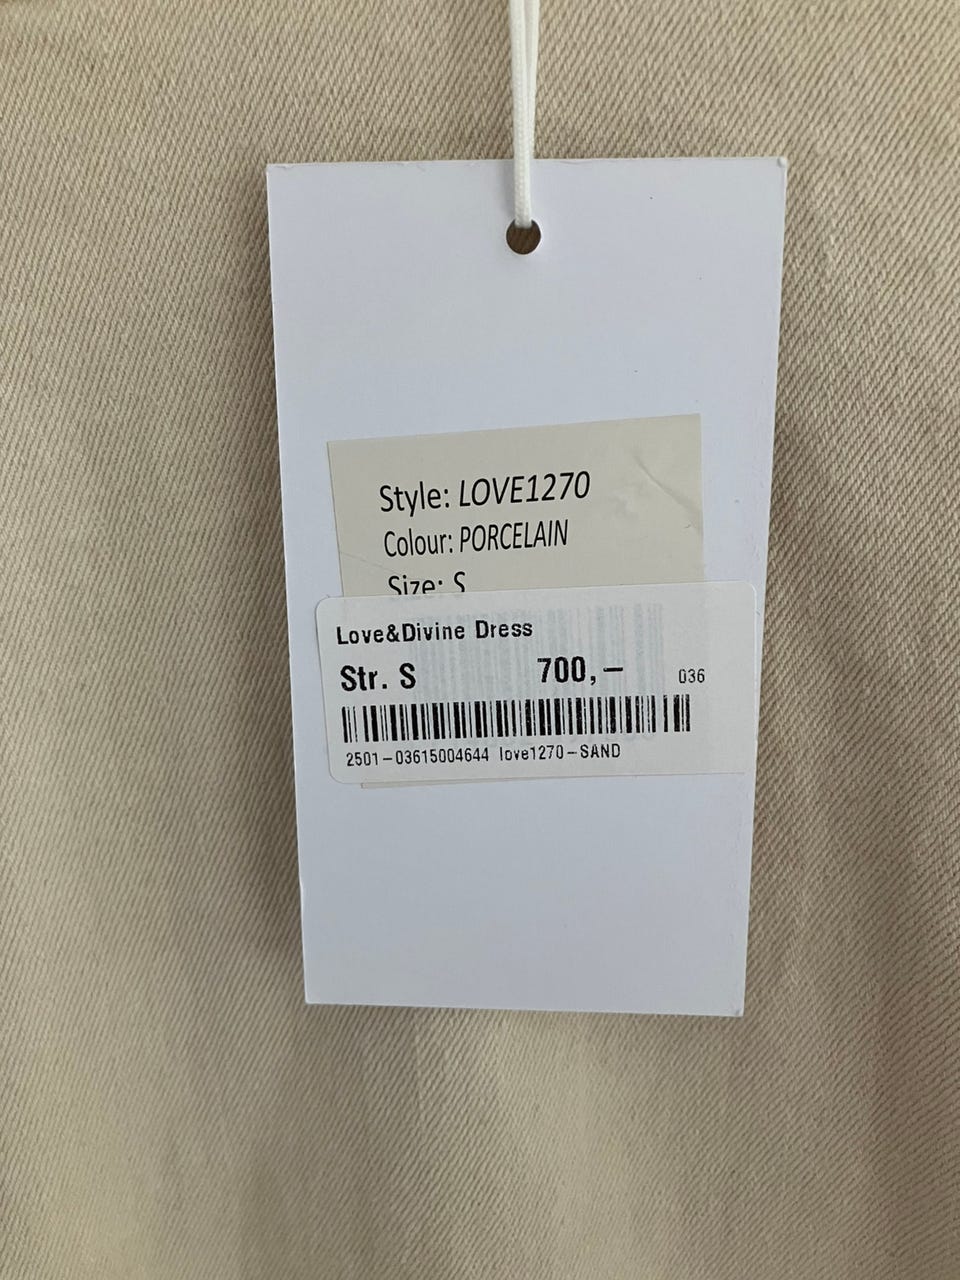 Style: LOVE1270
Colour: PORCELAIN
Size: S
Love&Divine Dress
Str. S 700,- 036
2501-03615004644 love1270-SAND